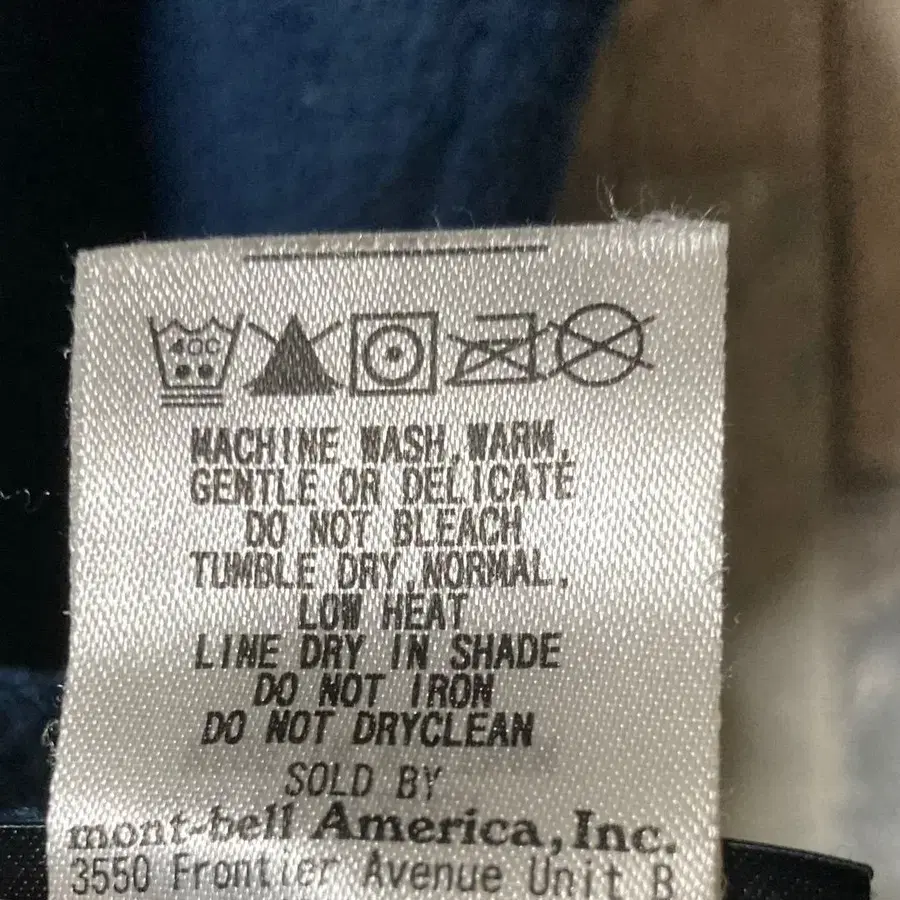 40C
MACHINE WASH,WARM,
GENTLE OR DELICATE
DO NOT BLEACH
TUMBLE DRY,NORMAL,
LOW HEAT
LINE DRY IN SHADE
DO NOT IRON
DO NOT DRYCLEAN
SOLD BY
mont-bell America, Inc.
3550 Frontier Avenue Unit B